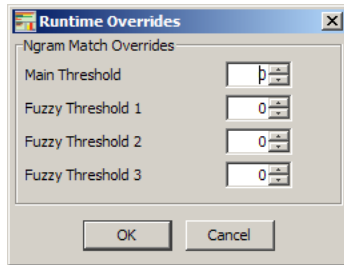 Runtime Overrides
Ngram Match Overrides
Main Threshold 0
Fuzzy Threshold 1 0
Fuzzy Threshold 2 0
Fuzzy Threshold 3 0
OK Cancel